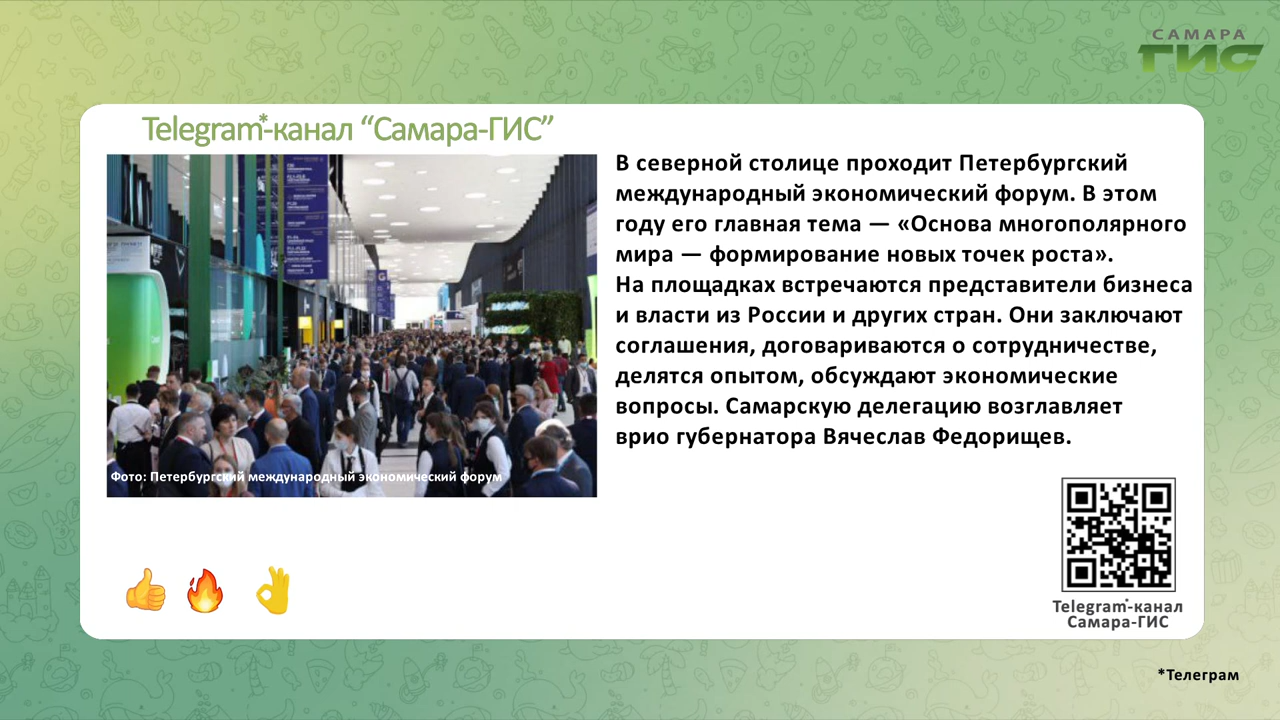 САМАРА
ГИС
Telegram*-канал “Самара-ГИС”
В северной столице проходит Петербургский
международный экономический форум. В этом
году его главная тема — «Основа многополярного
мира — формирование новых точек роста».
На площадках встречаются представители бизнеса
и власти из России и других стран. Они заключают
соглашения, договариваются о сотрудничестве,
делятся опытом, обсуждают экономические
вопросы. Самарскую делегацию возглавляет
врио губернатора Вячеслав Федорищев.
Фото: Петербургский международный экономический форум
Telegram*-канал
Самара-ГИС
*Телеграм